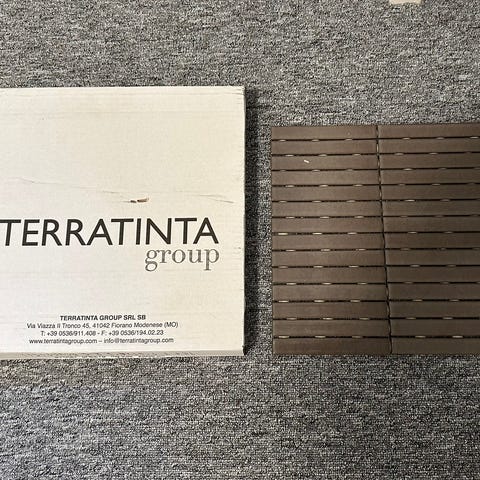 TERRATINTA
group
TERRATINTA GROUP SRL SB
Via Viazza II Tronco 45, 41042 Fiorano Modenese (MO)
T: +39 0536/911.408 - F: +39 0536/194.02.23
www.terratintagroup.com – info@terratintagroup.com